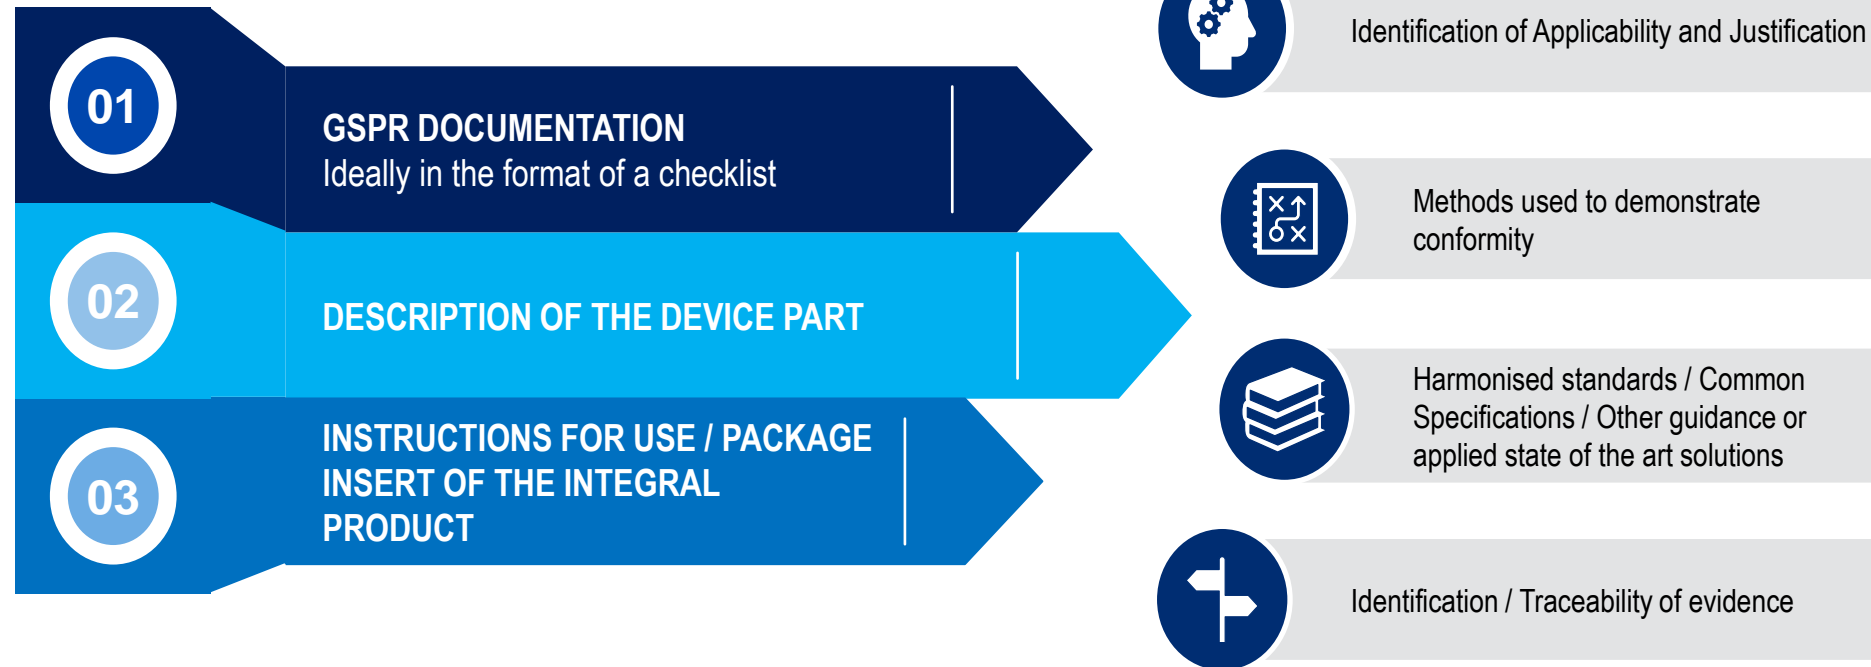 01
GSPR DOCUMENTATION
Ideally in the format of a checklist
02
DESCRIPTION OF THE DEVICE PART
03
INSTRUCTIONS FOR USE / PACKAGE
INSERT OF THE INTEGRAL
PRODUCT
Identification of Applicability and Justification
Methods used to demonstrate
conformity
Harmonised standards / Common
Specifications / Other guidance or
applied state of the art solutions
Identification / Traceability of evidence